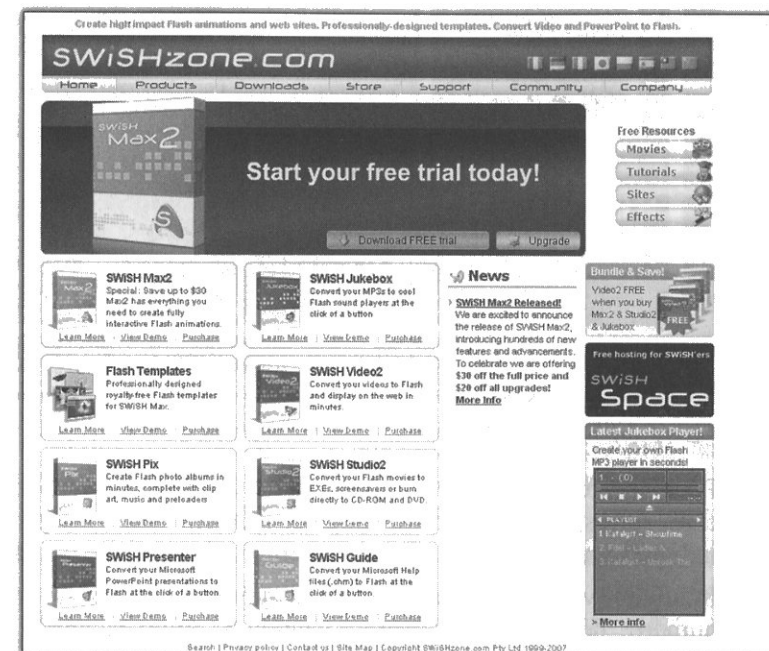 Create high impact Flash animations and web sites. Professionally-designed templates. Convert Video and PowerPoint to Flash.
SWiSHzone.com
Home Products Downloads Store Support Community Company
SWiSH
Max2
Start your free trial today!
Download FREE trial
Upgrade
Free Resources
Movies
Tutorials
Sites
Effects
SWiSH Max2
Special: Save up to $30
Max2 has everything you
need to create fully
interactive Flash animations.
Learn More View Demo Purchase
SWiSH Jukebox
Convert your MP3s to cool
Flash sound players at the
click of a button
Learn More View Demo Purchase
Flash Templates
Professionally designed
royalty-free Flash templates
for SWiSH Max.
Learn More View Demo Purchase
SWiSH Video2
Convert your videos to Flash
and display on the web in
minutes.
Learn More View Demo Purchase
SWiSH Pix
Create Flash photo albums in
minutes, complete with clip
art, music and preloaders
Learn More View Demo Purchase
SWiSH Studio2
Convert your Flash movies to
EXEs, screensavers or burn
directly to CD-ROM and DVD.
Learn More View Demo Purchase
SWiSH Presenter
Convert your Microsoft
PowerPoint presentations to
Flash at the click of a button
Learn More View Demo Purchase
SWiSH Guide
Convert your Microsoft Help
files (.chm) to Flash at the
click of a button.
Learn More View Demo Purchase
News
SWiSH Max2 Released!
We are excited to announce
the release of SWiSH Max2,
introducing hundreds of new
features and advancements.
To celebrate we are offering
$30 off the full price and
$20 off all upgrades!
More Info
Bundle & Save!
Video2 FREE
when you buy
Max2 & Studio2
& Jukebox
FREE
Free hosting for SWiSH'ers
SWiSH
Space
Latest Jukebox Player!
Create your own Flash
MP3 player in seconds!
PLAYLIST
1 Catalyst - Showtime
> More info
Search | Privacy policy | Contact us | Site Map | Copyright SWiSHzone.com Pty Ltd 1999-2007